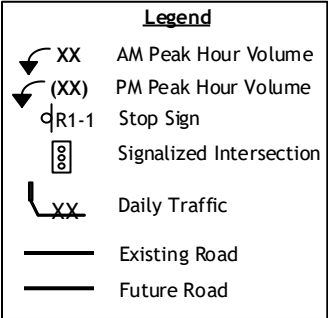 Legend
XX AM Peak Hour Volume
(XX) PM Peak Hour Volume
R1-1 Stop Sign
Signalized Intersection
XX Daily Traffic
Existing Road
Future Road